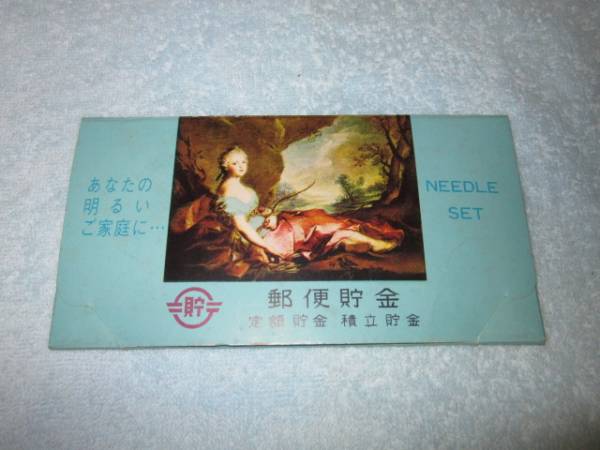 あなたの
明るい
ご家庭に…
NEEDLE
SET
貯
郵便貯金
定額貯金 積立貯金